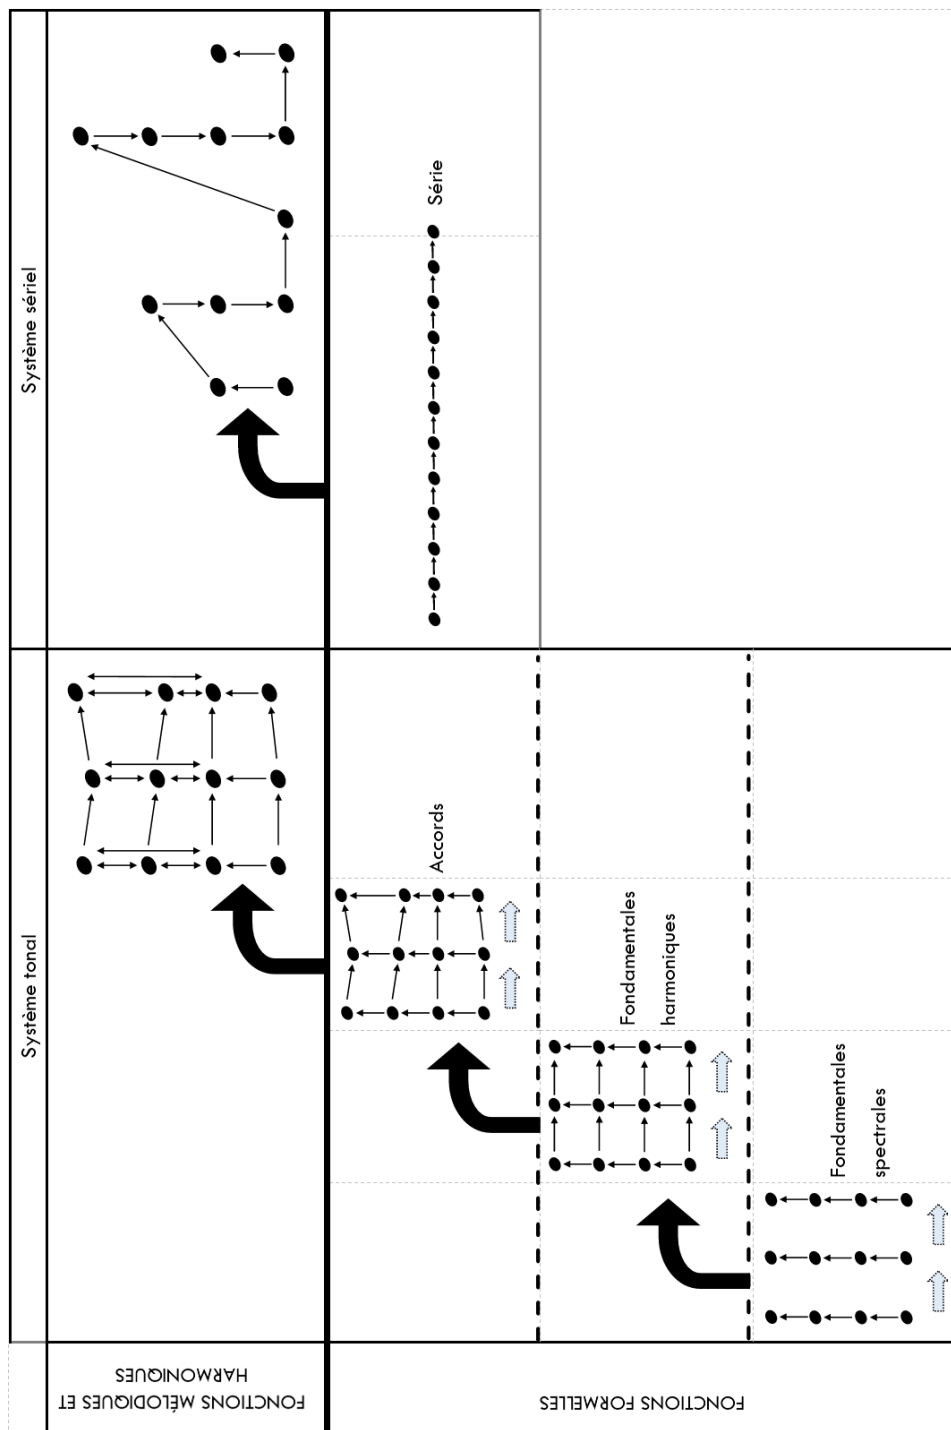 Système tonal
Système sériel
FONCTIONS MÉLODIQUES ET
HARMONIQUES
FONCTIONS FORMELLES
Accords
Série
Fondamentales
harmoniques
Fondamentales
spectrales